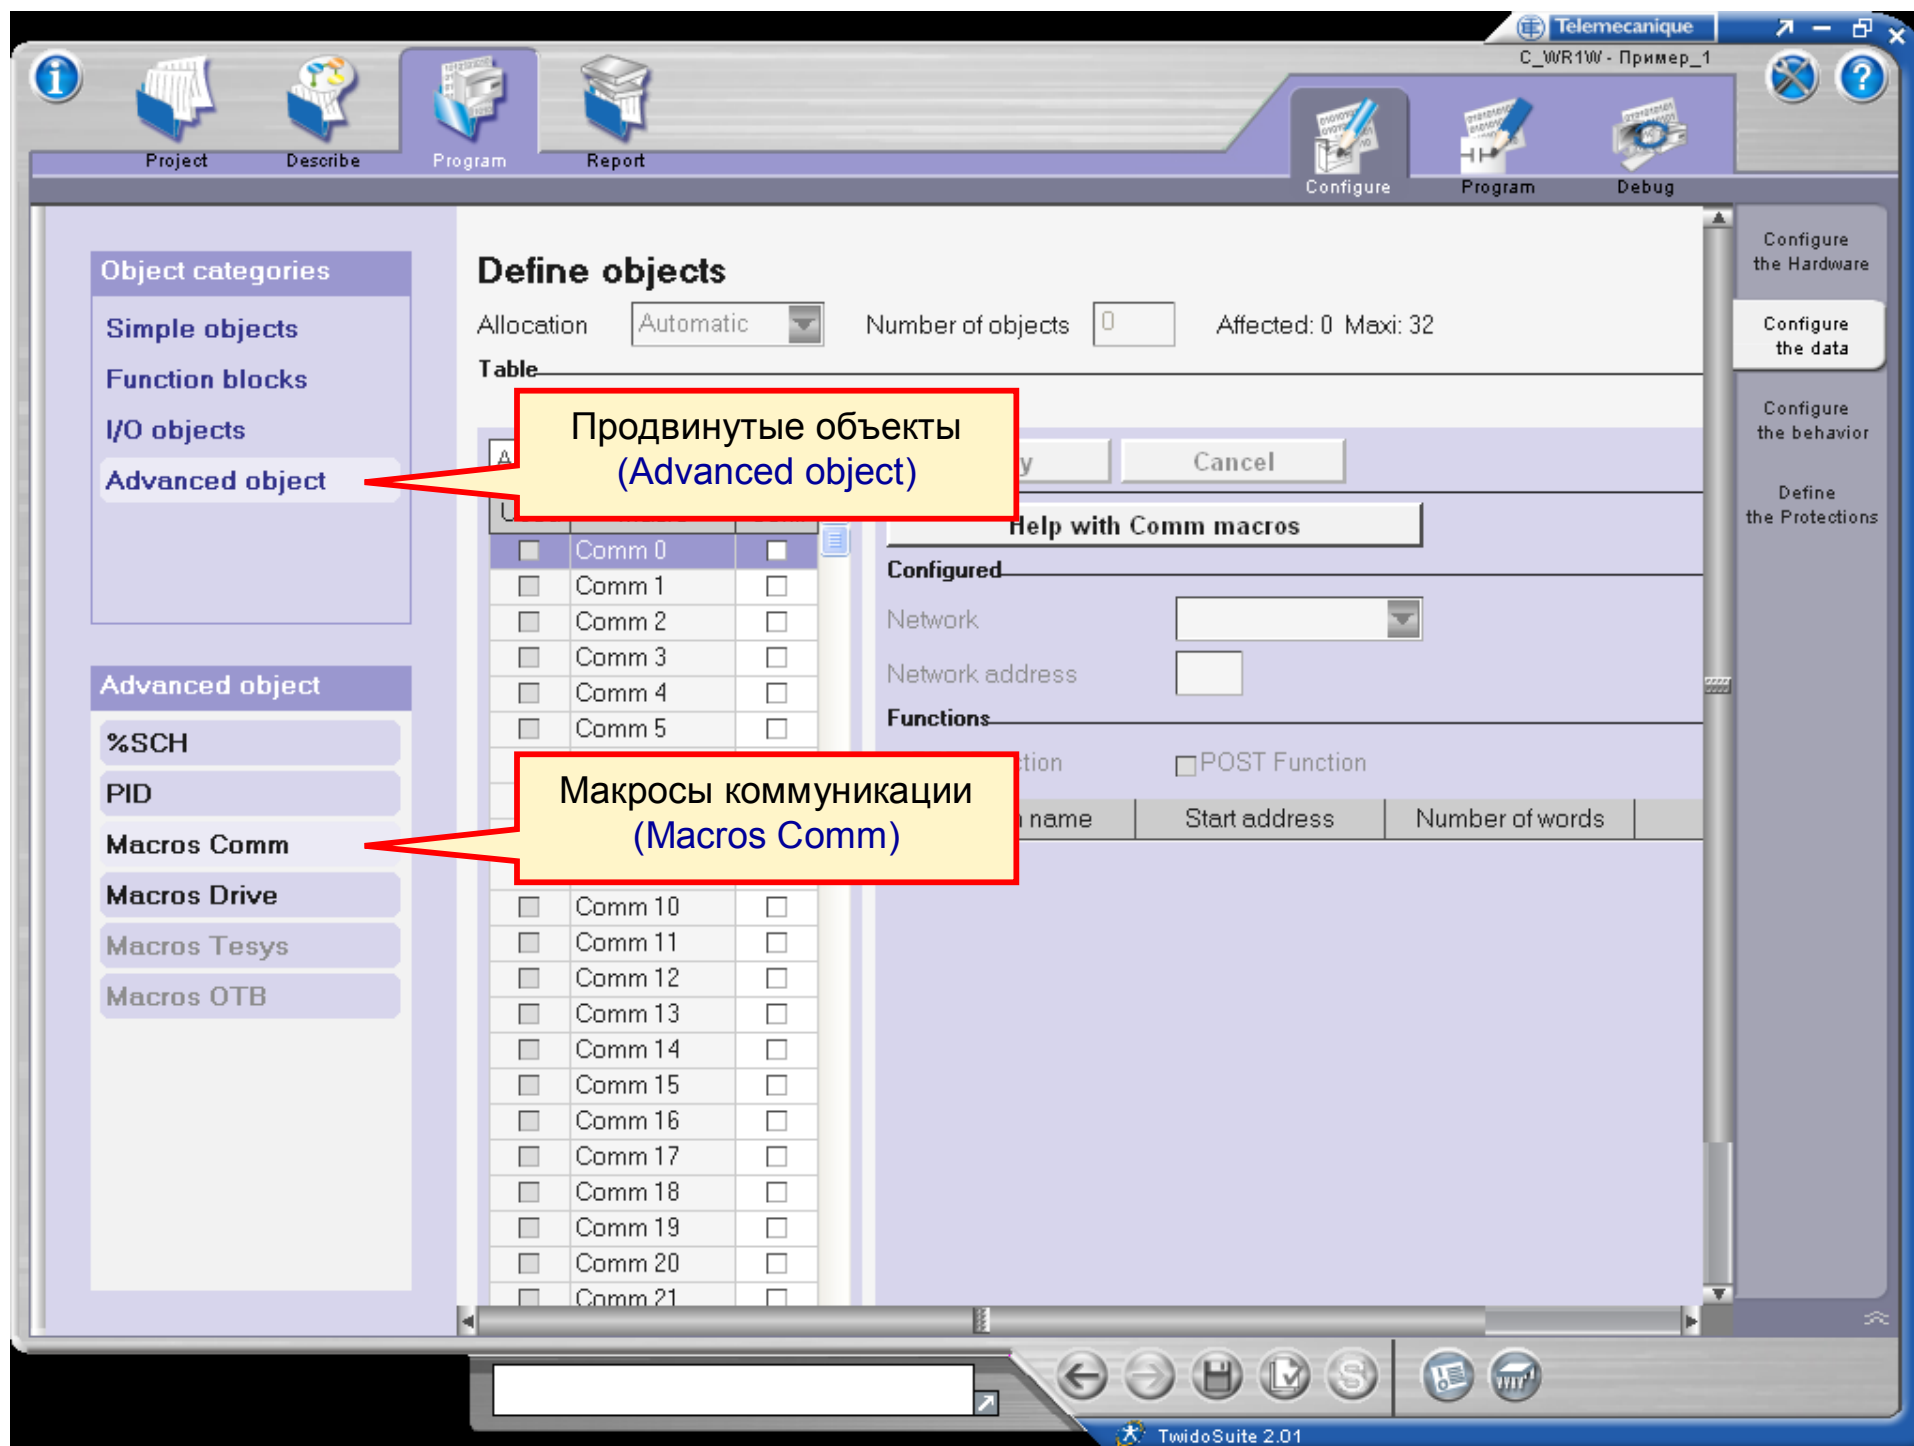 Telemecanique
C_WR1W - Пример_1
Project
Describe
Program
Report
Configure
Program
Debug
Object categories
Simple objects
Function blocks
I/O objects
Advanced object
Advanced object
%SCH
PID
Macros Comm
Macros Drive
Macros Tesys
Macros OTB
Define objects
Allocation Automatic Number of objects 0 Affected: 0 Maxi: 32
Table
Продвинутые объекты
(Advanced object)
Cancel
Help with Comm macros
Comm 0
Comm 1
Comm 2
Comm 3
Comm 4
Comm 5
Configured
Network
Network address
Functions
POST Function
Макросы коммуникации
(Macros Comm)
name Start address Number of words
Comm 10
Comm 11
Comm 12
Comm 13
Comm 14
Comm 15
Comm 16
Comm 17
Comm 18
Comm 19
Comm 20
Comm 21
Configure
the Hardware
Configure
the data
Configure
the behavior
Define
the Protections
TwidoSuite 2.01